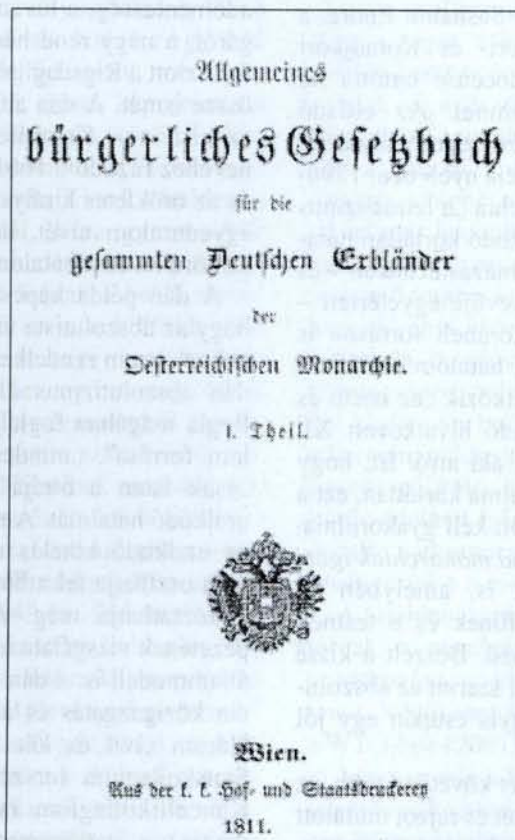 Allgemeines
bürgerliches Gesetzbuch
für die
gesammten Deutschen Erbländer
der
Oesterreichischen Monarchie.
I. Theil.
Wien.
Aus der k. k. Hof- und Staatsdruckerey
1811.